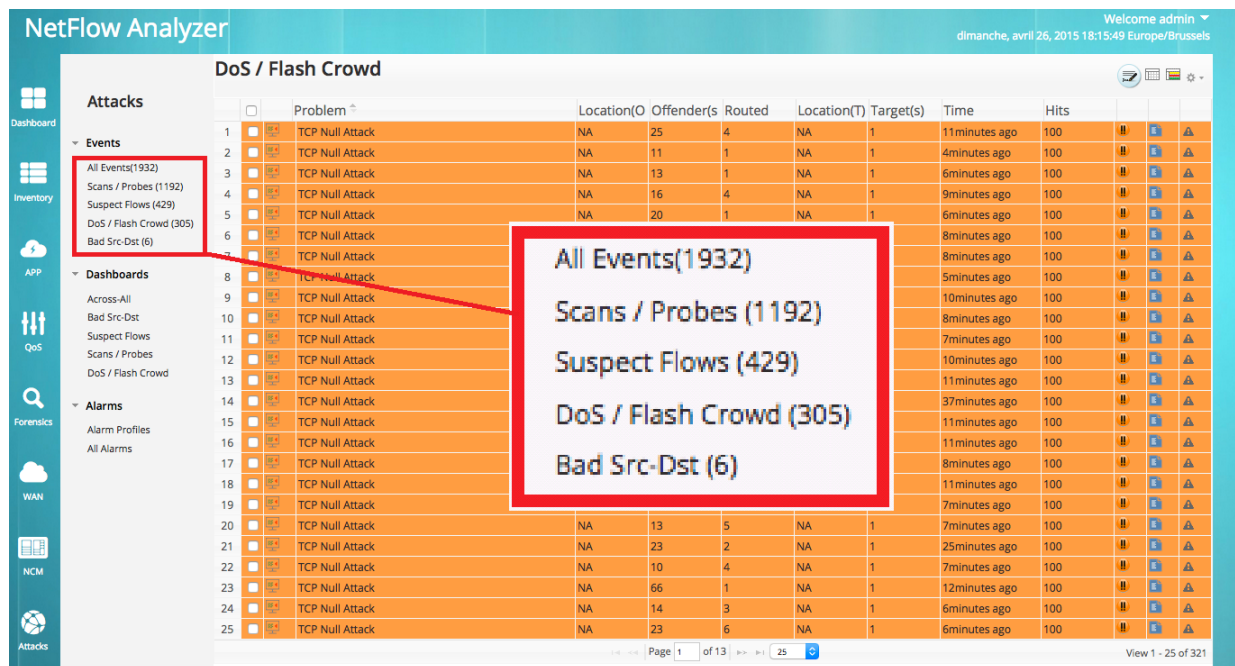 NetFlow Analyzer
Welcome admin
dimanche, avril 26, 2015 18:15:49 Europe/Brussels
Dashboard
Inventory
APP
QoS
Forensics
WAN
NCM
Attacks
Attacks
Events
All Events(1932)
Scans / Probes (1192)
Suspect Flows (429)
DoS / Flash Crowd (305)
Bad Src-Dst (6)
Dashboards
Across-All
Bad Src-Dst
Suspect Flows
Scans / Probes
DoS / Flash Crowd
Alarms
Alarm Profiles
All Alarms
DoS / Flash Crowd
Problem Location(O Offender(s Routed Location(T) Target(s) Time Hits
1 TCP Null Attack NA 25 4 NA 1 11minutes ago 100
2 TCP Null Attack NA 11 1 NA 1 4minutes ago 100
3 TCP Null Attack NA 13 1 NA 1 6minutes ago 100
4 TCP Null Attack NA 16 4 NA 1 9minutes ago 100
5 TCP Null Attack NA 20 1 NA 1 6minutes ago 100
6 TCP Null Attack 8minutes ago 100
7 TCP Null Attack 8minutes ago 100
8 TCP Null Attack 5minutes ago 100
9 TCP Null Attack 10minutes ago 100
10 TCP Null Attack 8minutes ago 100
11 TCP Null Attack 7minutes ago 100
12 TCP Null Attack 10minutes ago 100
13 TCP Null Attack 11minutes ago 100
14 TCP Null Attack 37minutes ago 100
15 TCP Null Attack 11minutes ago 100
16 TCP Null Attack 11minutes ago 100
17 TCP Null Attack 8minutes ago 100
18 TCP Null Attack 11minutes ago 100
19 TCP Null Attack 7minutes ago 100
20 TCP Null Attack NA 13 5 NA 1 7minutes ago 100
21 TCP Null Attack NA 23 2 NA 1 25minutes ago 100
22 TCP Null Attack NA 10 4 NA 1 7minutes ago 100
23 TCP Null Attack NA 66 1 NA 1 12minutes ago 100
24 TCP Null Attack NA 14 3 NA 1 6minutes ago 100
25 TCP Null Attack NA 23 6 NA 1 6minutes ago 100
All Events(1932)
Scans / Probes (1192)
Suspect Flows (429)
DoS / Flash Crowd (305)
Bad Src-Dst (6)
Page 1 of 13 25
View 1 - 25 of 321